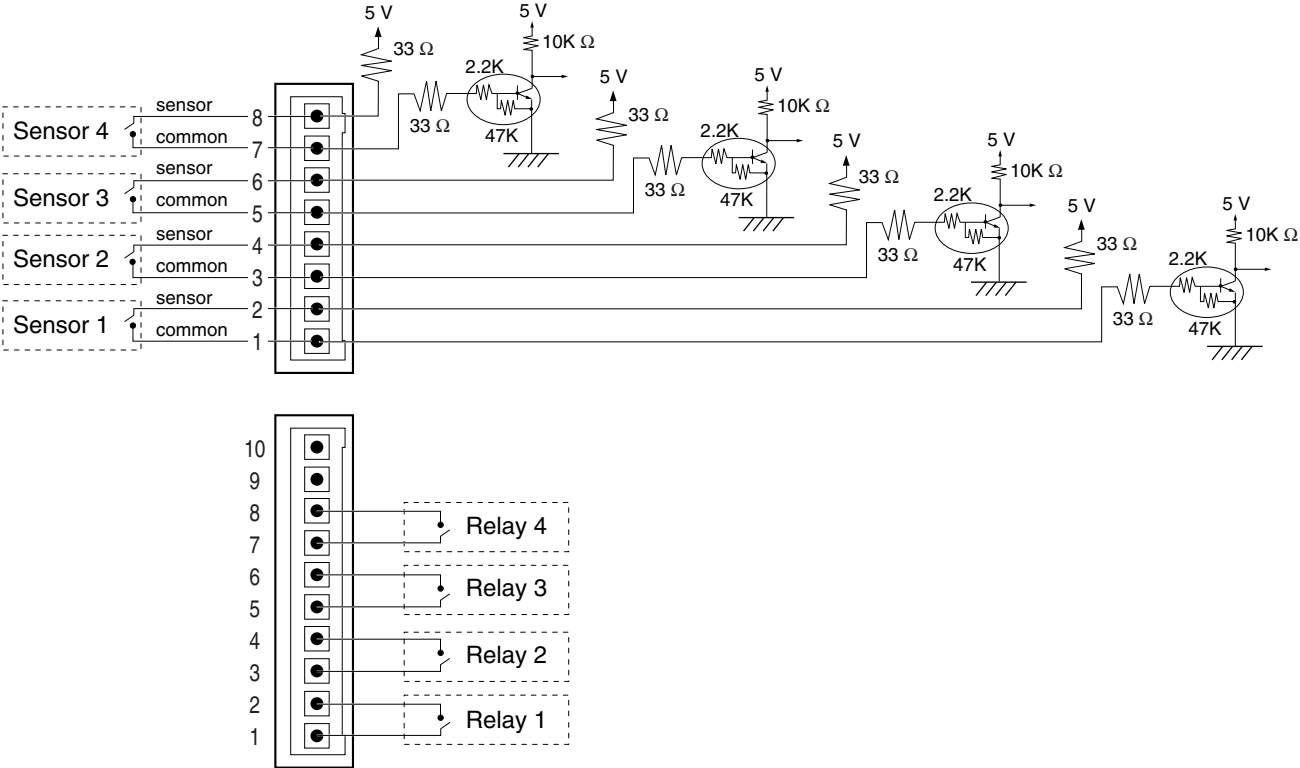 5 V
33 Ω
5 V
10K Ω
2.2K
33 Ω
47K
5 V
33 Ω
5 V
10K Ω
2.2K
33 Ω
47K
5 V
33 Ω
5 V
10K Ω
2.2K
33 Ω
47K
5 V
33 Ω
5 V
10K Ω
2.2K
33 Ω
47K
Sensor 4
sensor 8
common 7
Sensor 3
sensor 6
common 5
Sensor 2
sensor 4
common 3
Sensor 1
sensor 2
common 1
10
9
8
7
Relay 4
6
5
Relay 3
4
3
Relay 2
2
1
Relay 1